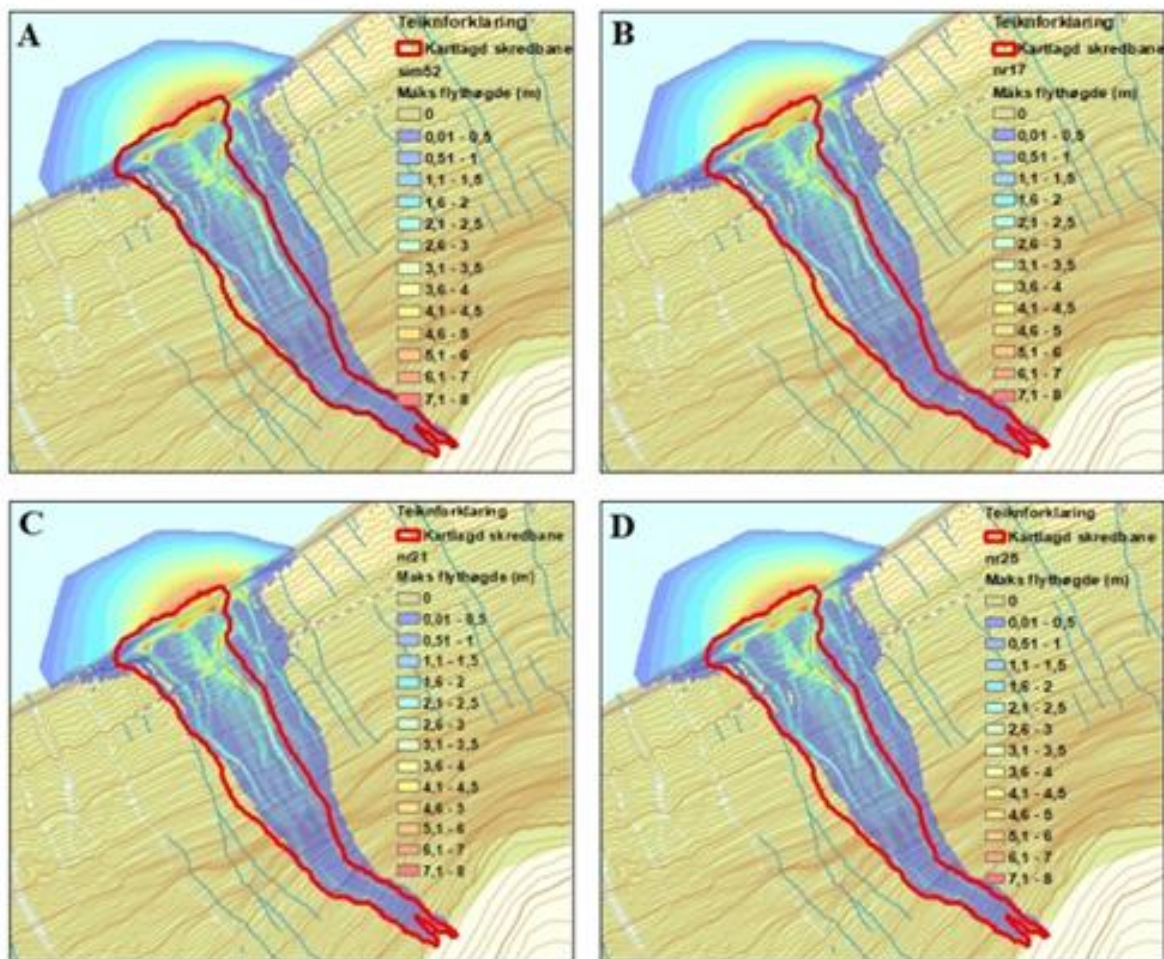 A
Teiknforklaring
Kartlagd skredbane
sim52
Maks flythøgde (m)
0
0,01 - 0,5
0,51 - 1
1,1 - 1,5
1,6 - 2
2,1 - 2,5
2,6 - 3
3,1 - 3,5
3,6 - 4
4,1 - 4,5
4,6 - 5
5,1 - 6
6,1 - 7
7,1 - 8
B
Teiknforklaring
Kartlagd skredbane
nr17
Maks flythøgde (m)
0
0,01 - 0,5
0,51 - 1
1,1 - 1,5
1,6 - 2
2,1 - 2,5
2,6 - 3
3,1 - 3,5
3,6 - 4
4,1 - 4,5
4,6 - 5
5,1 - 6
6,1 - 7
7,1 - 8
C
Teiknforklaring
Kartlagd skredbane
nr21
Maks flythøgde (m)
0
0,01 - 0,5
0,51 - 1
1,1 - 1,5
1,6 - 2
2,1 - 2,5
2,6 - 3
3,1 - 3,5
3,6 - 4
4,1 - 4,5
4,6 - 5
5,1 - 6
6,1 - 7
7,1 - 8
D
Teiknforklaring
Kartlagd skredbane
nr25
Maks flythøgde (m)
0
0,01 - 0,5
0,51 - 1
1,1 - 1,5
1,6 - 2
2,1 - 2,5
2,6 - 3
3,1 - 3,5
3,6 - 4
4,1 - 4,5
4,6 - 5
5,1 - 6
6,1 - 7
7,1 - 8